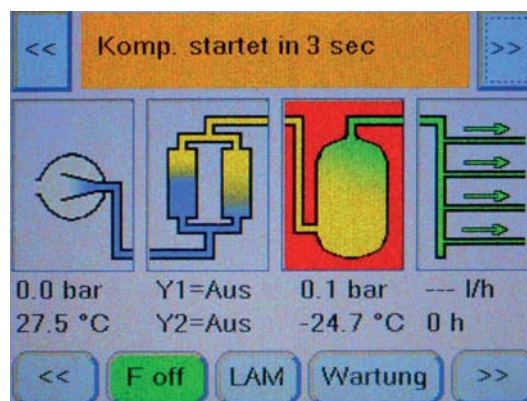 << Komp. startet in 3 sec >>
0.0 bar Y1=Aus 0.1 bar --- l/h
27.5 °C Y2=Aus -24.7 °C 0 h
<< F off LAM Wartung >>